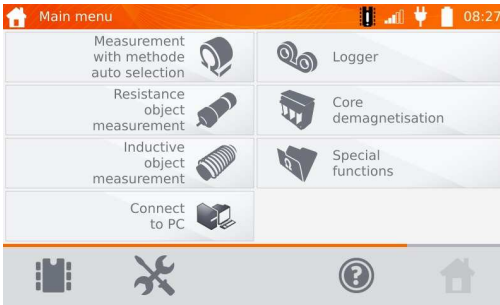 Main menu
08:27
Measurement
with methode
auto selection
Logger
Resistance
object
measurement
Core
demagnetisation
Inductive
object
measurement
Special
functions
Connect
to PC